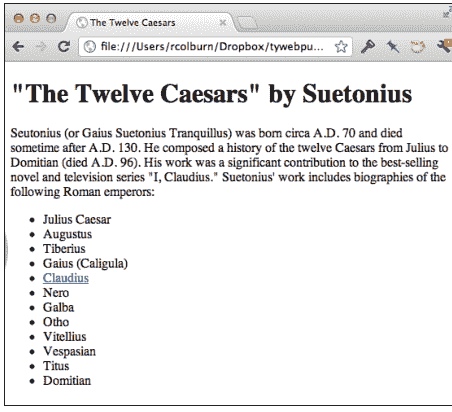 The Twelve Caesars
file:///Users/rcolburn/Dropbox/tywebpu...
"The Twelve Caesars" by Suetonius
Seutonius (or Gaius Suetonius Tranquillus) was born circa A.D. 70 and died
sometime after A.D. 130. He composed a history of the twelve Caesars from Julius to
Domitian (died A.D. 96). His work was a significant contribution to the best-selling
novel and television series "I, Claudius." Suetonius' work includes biographies of the
following Roman emperors:
• Julius Caesar
• Augustus
• Tiberius
• Gaius (Caligula)
• Claudius
• Nero
• Galba
• Otho
• Vitellius
• Vespasian
• Titus
• Domitian